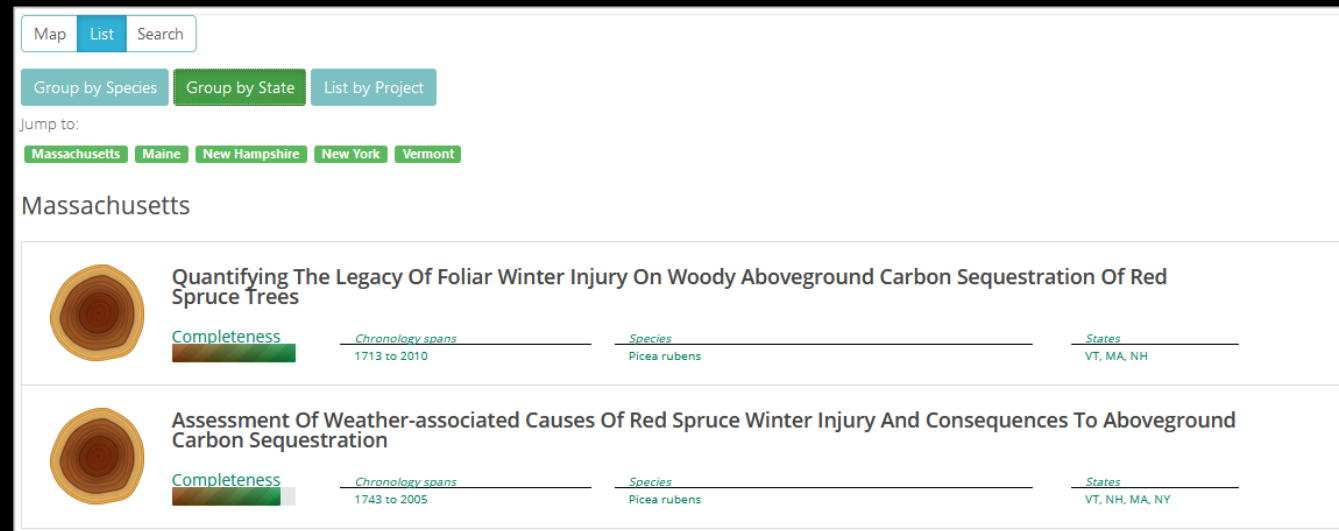 Map List Search
Group by Species Group by State List by Project
Jump to:
Massachusetts Maine New Hampshire New York Vermont
Massachusetts
Quantifying The Legacy Of Foliar Winter Injury On Woody Aboveground Carbon Sequestration Of Red
Spruce Trees
Completeness Chronology spans Species States
1713 to 2010 Picea rubens VT, MA, NH
Assessment Of Weather-associated Causes Of Red Spruce Winter Injury And Consequences To Aboveground
Carbon Sequestration
Completeness Chronology spans Species States
1743 to 2005 Picea rubens VT, NH, MA, NY